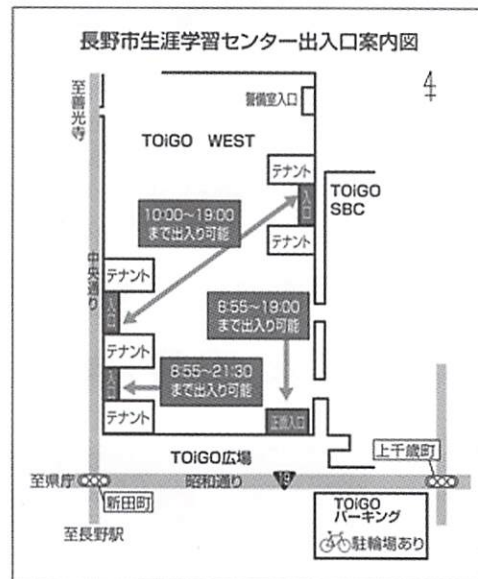 長野市生涯学習センター出入口案内図
至善光寺
警備室入口
TOiGO WEST
テナント
入口
テナント
TOiGO
SBC
10:00～19:00
まで出入り可能
中央通り
テナント
入口
テナント
入口
テナント
8:55～19:00
まで出入り可能
8:55～21:30
まで出入り可能
正面入口
TOiGO広場
上千歳町
至県庁
昭和通り
19
新田町
至長野駅
TOiGO
パーキング
駐輪場あり